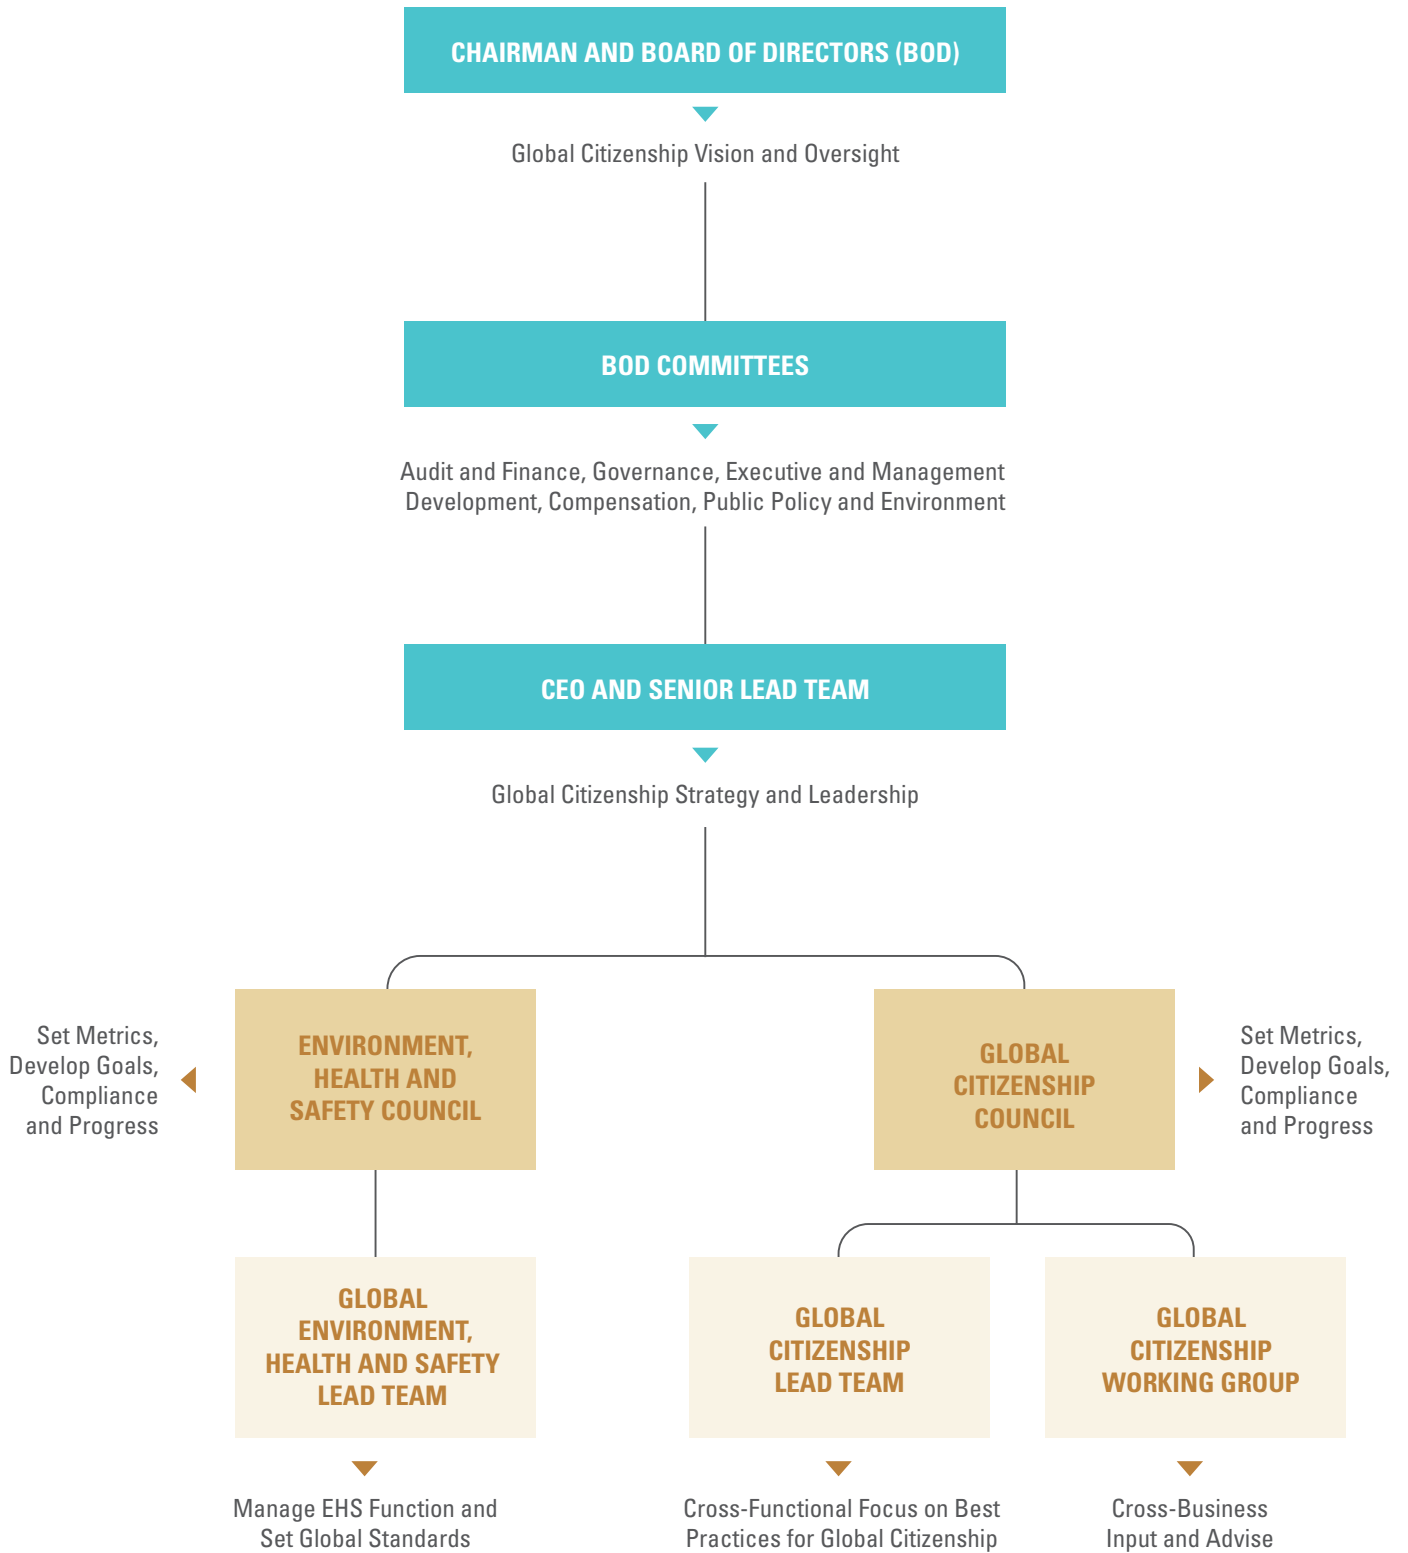 CHAIRMAN AND BOARD OF DIRECTORS (BOD)
Global Citizenship Vision and Oversight
BOD COMMITTEES
Audit and Finance, Governance, Executive and Management
Development, Compensation, Public Policy and Environment
CEO AND SENIOR LEAD TEAM
Global Citizenship Strategy and Leadership
Set Metrics,
Develop Goals,
Compliance
and Progress
ENVIRONMENT,
HEALTH AND
SAFETY COUNCIL
GLOBAL
CITIZENSHIP
COUNCIL
Set Metrics,
Develop Goals,
Compliance
and Progress
GLOBAL
ENVIRONMENT,
HEALTH AND SAFETY
LEAD TEAM
GLOBAL
CITIZENSHIP
LEAD TEAM
GLOBAL
CITIZENSHIP
WORKING GROUP
Manage EHS Function and
Set Global Standards
Cross-Functional Focus on Best
Practices for Global Citizenship
Cross-Business
Input and Advise